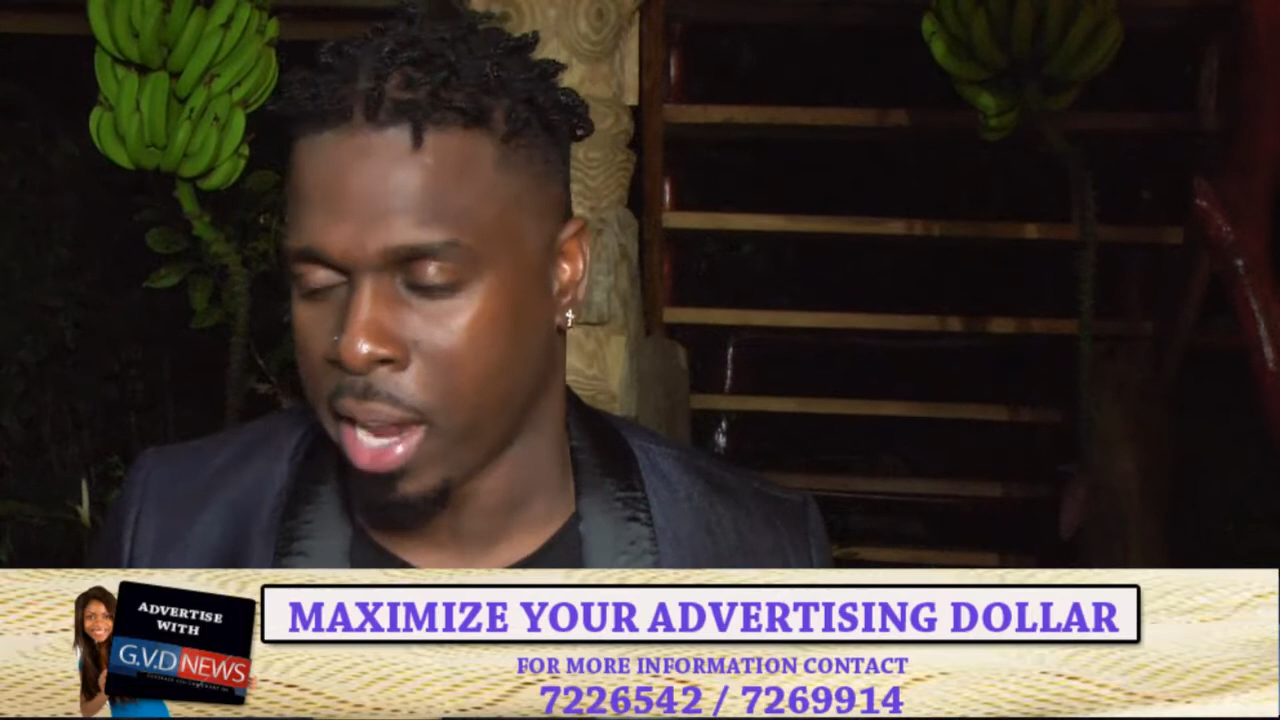 ADVERTISE
WITH
G.V.D NEWS
MAXIMIZE YOUR ADVERTISING DOLLAR
FOR MORE INFORMATION CONTACT
7226542 / 7269914